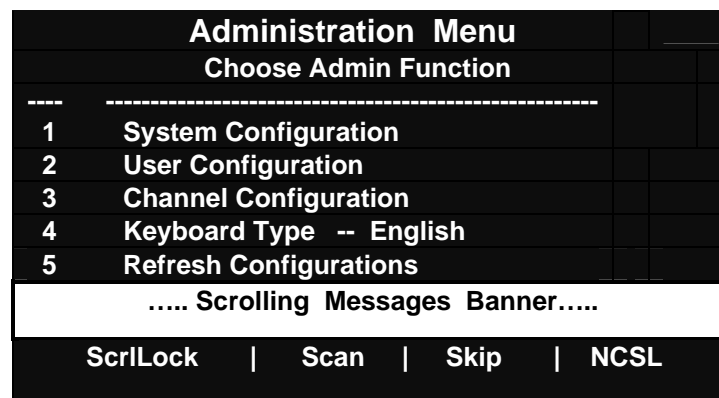 Administration Menu
Choose Admin Function
---- -------------------------------------------------------
1 System Configuration
2 User Configuration
3 Channel Configuration
4 Keyboard Type -- English
5 Refresh Configurations
….. Scrolling Messages Banner…..
ScrlLock | Scan | Skip | NCSL